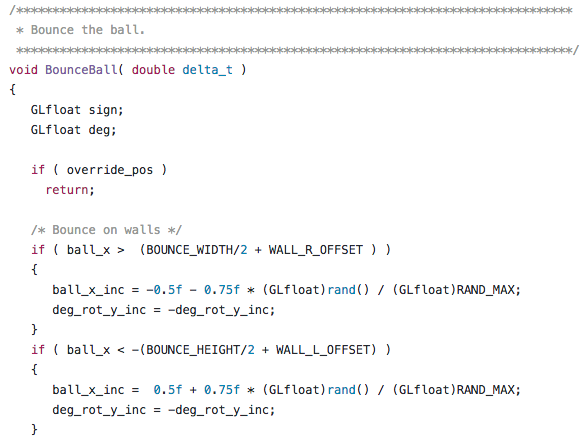 /*****************************************************************************
 * Bounce the ball.
 *****************************************************************************/
void BounceBall( double delta_t )
{
   GLfloat sign;
   GLfloat deg;

   if ( override_pos )
     return;

   /* Bounce on walls */
   if ( ball_x >  (BOUNCE_WIDTH/2 + WALL_R_OFFSET ) )
   {
      ball_x_inc = -0.5f - 0.75f * (GLfloat)rand() / (GLfloat)RAND_MAX;
      deg_rot_y_inc = -deg_rot_y_inc;
   }
   if ( ball_x < -(BOUNCE_HEIGHT/2 + WALL_L_OFFSET) )
   {
      ball_x_inc =  0.5f + 0.75f * (GLfloat)rand() / (GLfloat)RAND_MAX;
      deg_rot_y_inc = -deg_rot_y_inc;
   }